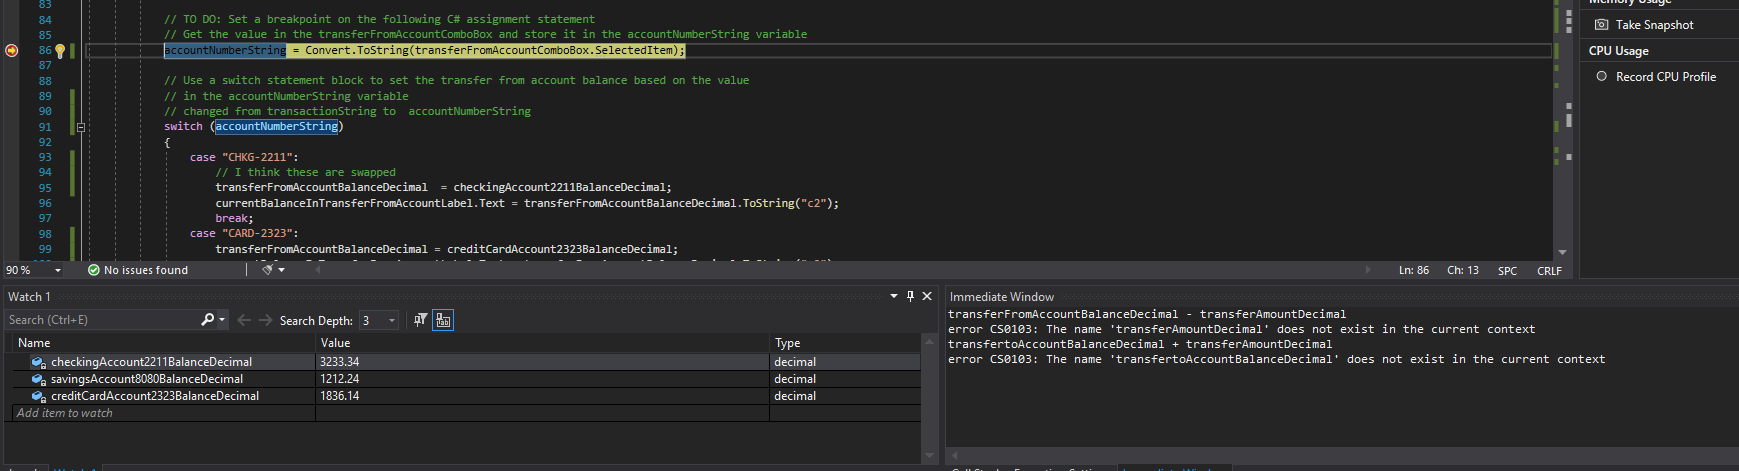 83
84 // TO DO: Set a breakpoint on the following C# assignment statement
85 // Get the value in the transferFromAccountComboBox and store it in the accountNumberString variable
86 accountNumberString = Convert.ToString(transferFromAccountComboBox.SelectedItem);
87
88 // Use a switch statement block to set the transfer from account balance based on the value
89 // in the accountNumberString variable
90 // changed from transactionString to  accountNumberString
91 switch (accountNumberString)
92 {
93 case "CHKG-2211":
94 // I think these are swapped
95 transferFromAccountBalanceDecimal  = checkingAccount2211BalanceDecimal;
96 currentBalanceInTransferFromAccountLabel.Text = transferFromAccountBalanceDecimal.ToString("c2");
97 break;
98 case "CARD-2323":
99 transferFromAccountBalanceDecimal = creditCardAccount2323BalanceDecimal;
Memory Usage
Take Snapshot
CPU Usage
Record CPU Profile
90 % No issues found Ln: 86 Ch: 13 SPC CRLF
Watch 1
Search (Ctrl+E) Search Depth: 3
Name Value Type
checkingAccount2211BalanceDecimal 3233.34 decimal
savingsAccount8080BalanceDecimal 1212.24 decimal
creditCardAccount2323BalanceDecimal 1836.14 decimal
Add item to watch
Immediate Window
transferFromAccountBalanceDecimal - transferAmountDecimal
error CS0103: The name 'transferAmountDecimal' does not exist in the current context
transfertoAccountBalanceDecimal + transferAmountDecimal
error CS0103: The name 'transfertoAccountBalanceDecimal' does not exist in the current context